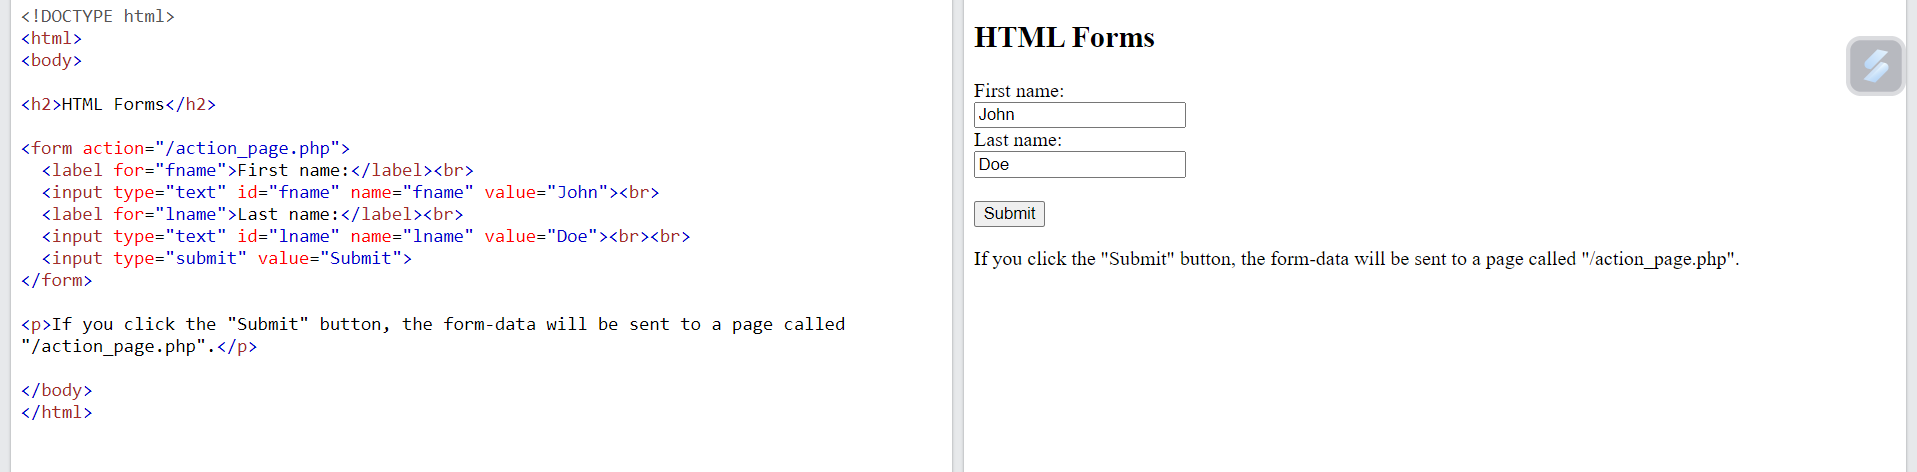 <!DOCTYPE html>
<html>
<body>
<h2>HTML Forms</h2>
<form action="/action_page.php">
<label for="fname">First name:</label><br>
<input type="text" id="fname" name="fname" value="John"><br>
<label for="lname">Last name:</label><br>
<input type="text" id="lname" name="lname" value="Doe"><br><br>
<input type="submit" value="Submit">
</form>
<p>If you click the "Submit" button, the form-data will be sent to a page called
"/action_page.php".</p>
</body>
</html>
HTML Forms
First name:
John
Last name:
Doe
Submit
If you click the "Submit" button, the form-data will be sent to a page called "/action_page.php".